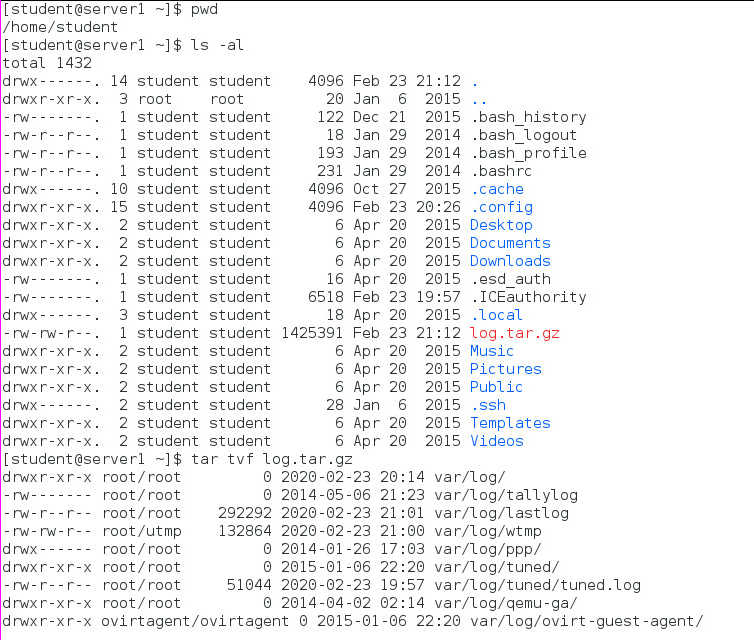 [student@server1 ~]$ pwd
/home/student
[student@server1 ~]$ ls -al
total 1432
drwx------. 14 student student    4096 Feb 23 21:12 .
drwxr-xr-x.  3 root    root         20 Jan  6  2015 ..
-rw-------.  1 student student     122 Dec 21  2015 .bash_history
-rw-r--r--.  1 student student      18 Jan 29  2014 .bash_logout
-rw-r--r--.  1 student student     193 Jan 29  2014 .bash_profile
-rw-r--r--.  1 student student     231 Jan 29  2014 .bashrc
drwx------. 10 student student    4096 Oct 27  2015 .cache
drwxr-xr-x. 15 student student    4096 Feb 23 20:26 .config
drwxr-xr-x.  2 student student       6 Apr 20  2015 Desktop
drwxr-xr-x.  2 student student       6 Apr 20  2015 Documents
drwxr-xr-x.  2 student student       6 Apr 20  2015 Downloads
-rw-------.  1 student student      16 Apr 20  2015 .esd_auth
-rw-------.  1 student student    6518 Feb 23 19:57 .ICEauthority
drwx------.  3 student student      18 Apr 20  2015 .local
-rw-rw-r--.  1 student student 1425391 Feb 23 21:12 log.tar.gz
drwxr-xr-x.  2 student student       6 Apr 20  2015 Music
drwxr-xr-x.  2 student student       6 Apr 20  2015 Pictures
drwxr-xr-x.  2 student student       6 Apr 20  2015 Public
drwx------.  2 student student      28 Jan  6  2015 .ssh
drwxr-xr-x.  2 student student       6 Apr 20  2015 Templates
drwxr-xr-x.  2 student student       6 Apr 20  2015 Videos
[student@server1 ~]$ tar tvf log.tar.gz
drwxr-xr-x root/root         0 2020-02-23 20:14 var/log/
-rw------- root/root         0 2014-05-06 21:23 var/log/tallylog
-rw-r--r-- root/root    292292 2020-02-23 21:01 var/log/lastlog
-rw-rw-r-- root/utmp    132864 2020-02-23 21:00 var/log/wtmp
drwx------ root/root         0 2014-01-26 17:03 var/log/ppp/
drwxr-xr-x root/root         0 2015-01-06 22:20 var/log/tuned/
-rw-r--r-- root/root     51044 2020-02-23 19:57 var/log/tuned/tuned.log
drwxr-xr-x root/root         0 2014-04-02 02:14 var/log/qemu-ga/
drwxr-xr-x ovirtagent/ovirtagent 0 2015-01-06 22:20 var/log/ovirt-guest-agent/